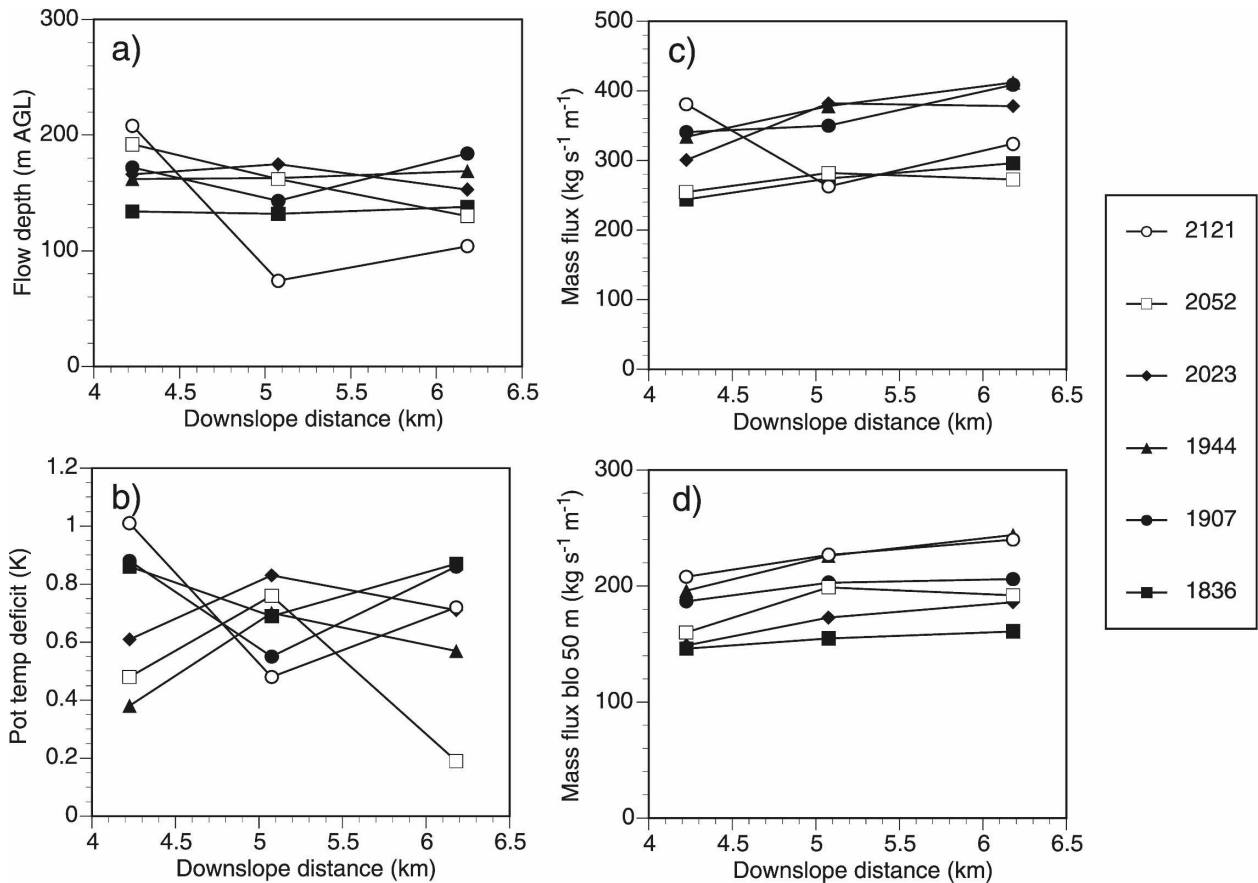 a)
Flow depth (m AGL)
300
200
100
0
4 4.5 5 5.5 6 6.5
Downslope distance (km)
c)
Mass flux (kg s⁻¹ m⁻¹)
500
400
300
200
100
0
4 4.5 5 5.5 6 6.5
Downslope distance (km)
b)
Pot temp deficit (K)
1.2
1
0.8
0.6
0.4
0.2
0
4 4.5 5 5.5 6 6.5
Downslope distance (km)
d)
Mass flux blo 50 m (kg s⁻¹ m⁻¹)
300
200
100
0
4 4.5 5 5.5 6 6.5
Downslope distance (km)
2121
2052
2023
1944
1907
1836